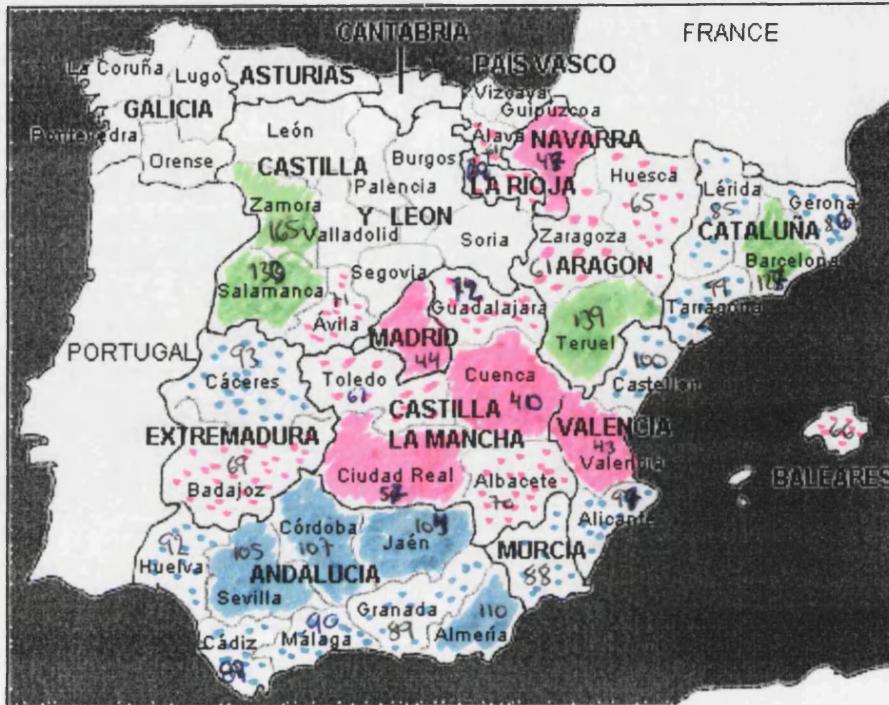 CANTABRIA
FRANCE
La Coruña
Lugo
ASTURIAS
PAÍS VASCO
Vizcaya
Guipúzcoa
GALICIA
León
Alava
NAVARRA
Pontevedra
Orense
CASTILLA
Burgos
LA RIOJA
Huesca
65
Lérida
85
Gerona
Palencia
Zamora
165
Valladolid
Y LEON
Soria
Zaragoza
61
ARAGON
CATALUÑA
Barcelona
Salamanca
Segovia
Avila
Guadalajara
Teruel
139
Tarragona
99
PORTUGAL
MADRID
44
93
Cáceres
Toledo
Cuenca
40
100
Castellon
CASTILLA
EXTREMADURA
LA MANCHA
VALENCIA
43
Valencia
66
69
Badajoz
Ciudad Real
Albacete
70
BALEARES
Alicante
Córdoba
107
Jaén
92
Huelva
105
Sevilla
ANDALUCIA
MURCIA
88
Granada
89
110
Almería
Cádiz
Málaga
90